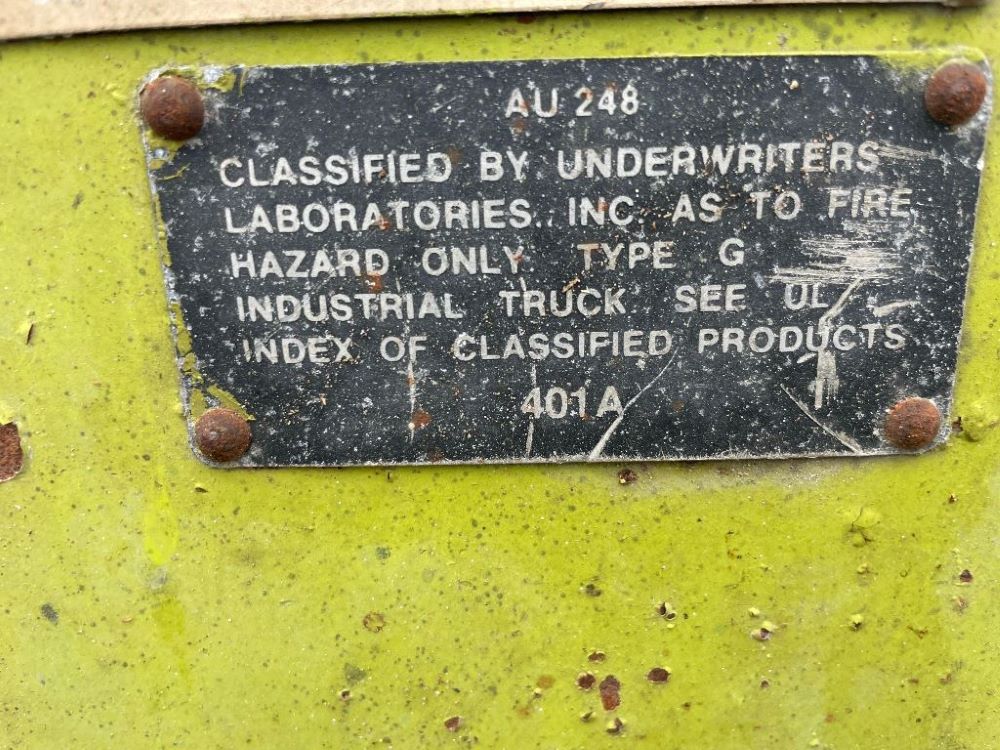 AU 248
CLASSIFIED BY UNDERWRITERS
LABORATORIES, INC. AS TO FIRE
HAZARD ONLY. TYPE G
INDUSTRIAL TRUCK SEE UL
INDEX OF CLASSIFIED PRODUCTS
401A